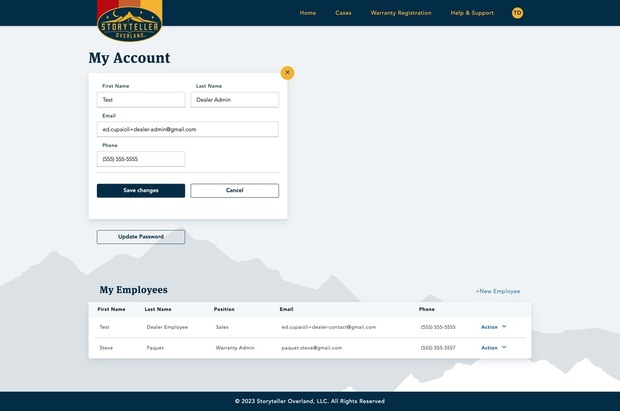 STORYTELLER
OVERLAND
Home Cases Warranty Registration Help & Support TD
My Account
First Name Last Name
Test Dealer Admin
Email
ed.cupaioli+dealer-admin@gmail.com
Phone
(555) 555-5555
Save changes Cancel
Update Password
My Employees +New Employee
First Name Last Name Position Email Phone
Test Dealer Employee Sales ed.cupaioli+dealer-contact@gmail.com (555) 555-5555 Action
Steve Paquet Warranty Admin paquet.steve@gmail.com (555) 555-5557 Action
© 2023 Storyteller Overland, LLC. All Rights Reserved